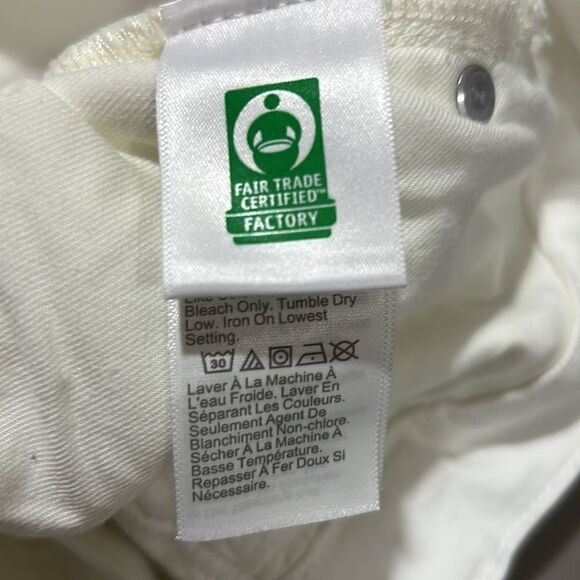 FAIR TRADE
CERTIFIED™
FACTORY
Like
Bleach Only. Tumble Dry
Low. Iron On Lowest
Setting.
30
Laver À La Machine À
L'eau Froide. Laver En
Séparant Les Couleurs.
Seulement Agent De
Blanchiment Non-chlore.
Sécher À La Machine À
Basse Température.
Repasser À Fer Doux Si
Nécessaire.